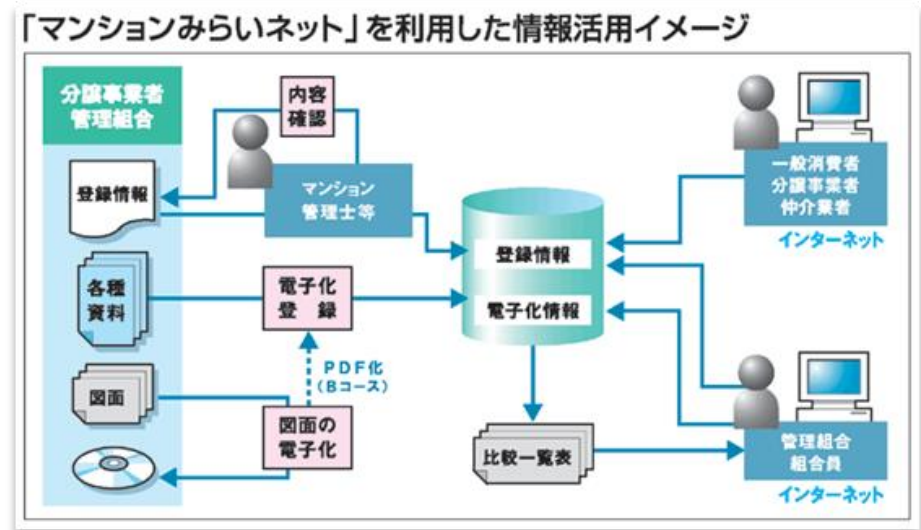 「マンションみらいネット」を利用した情報活用イメージ
分譲事業者
管理組合
内容
確認
登録情報
マンション
管理士等
一般消費者
分譲事業者
仲介業者
インターネット
登録情報
電子化情報
各種
資料
電子化
登 録
PDF化
(Bコース)
図面
図面の
電子化
比較一覧表
管理組合
組合員
インターネット